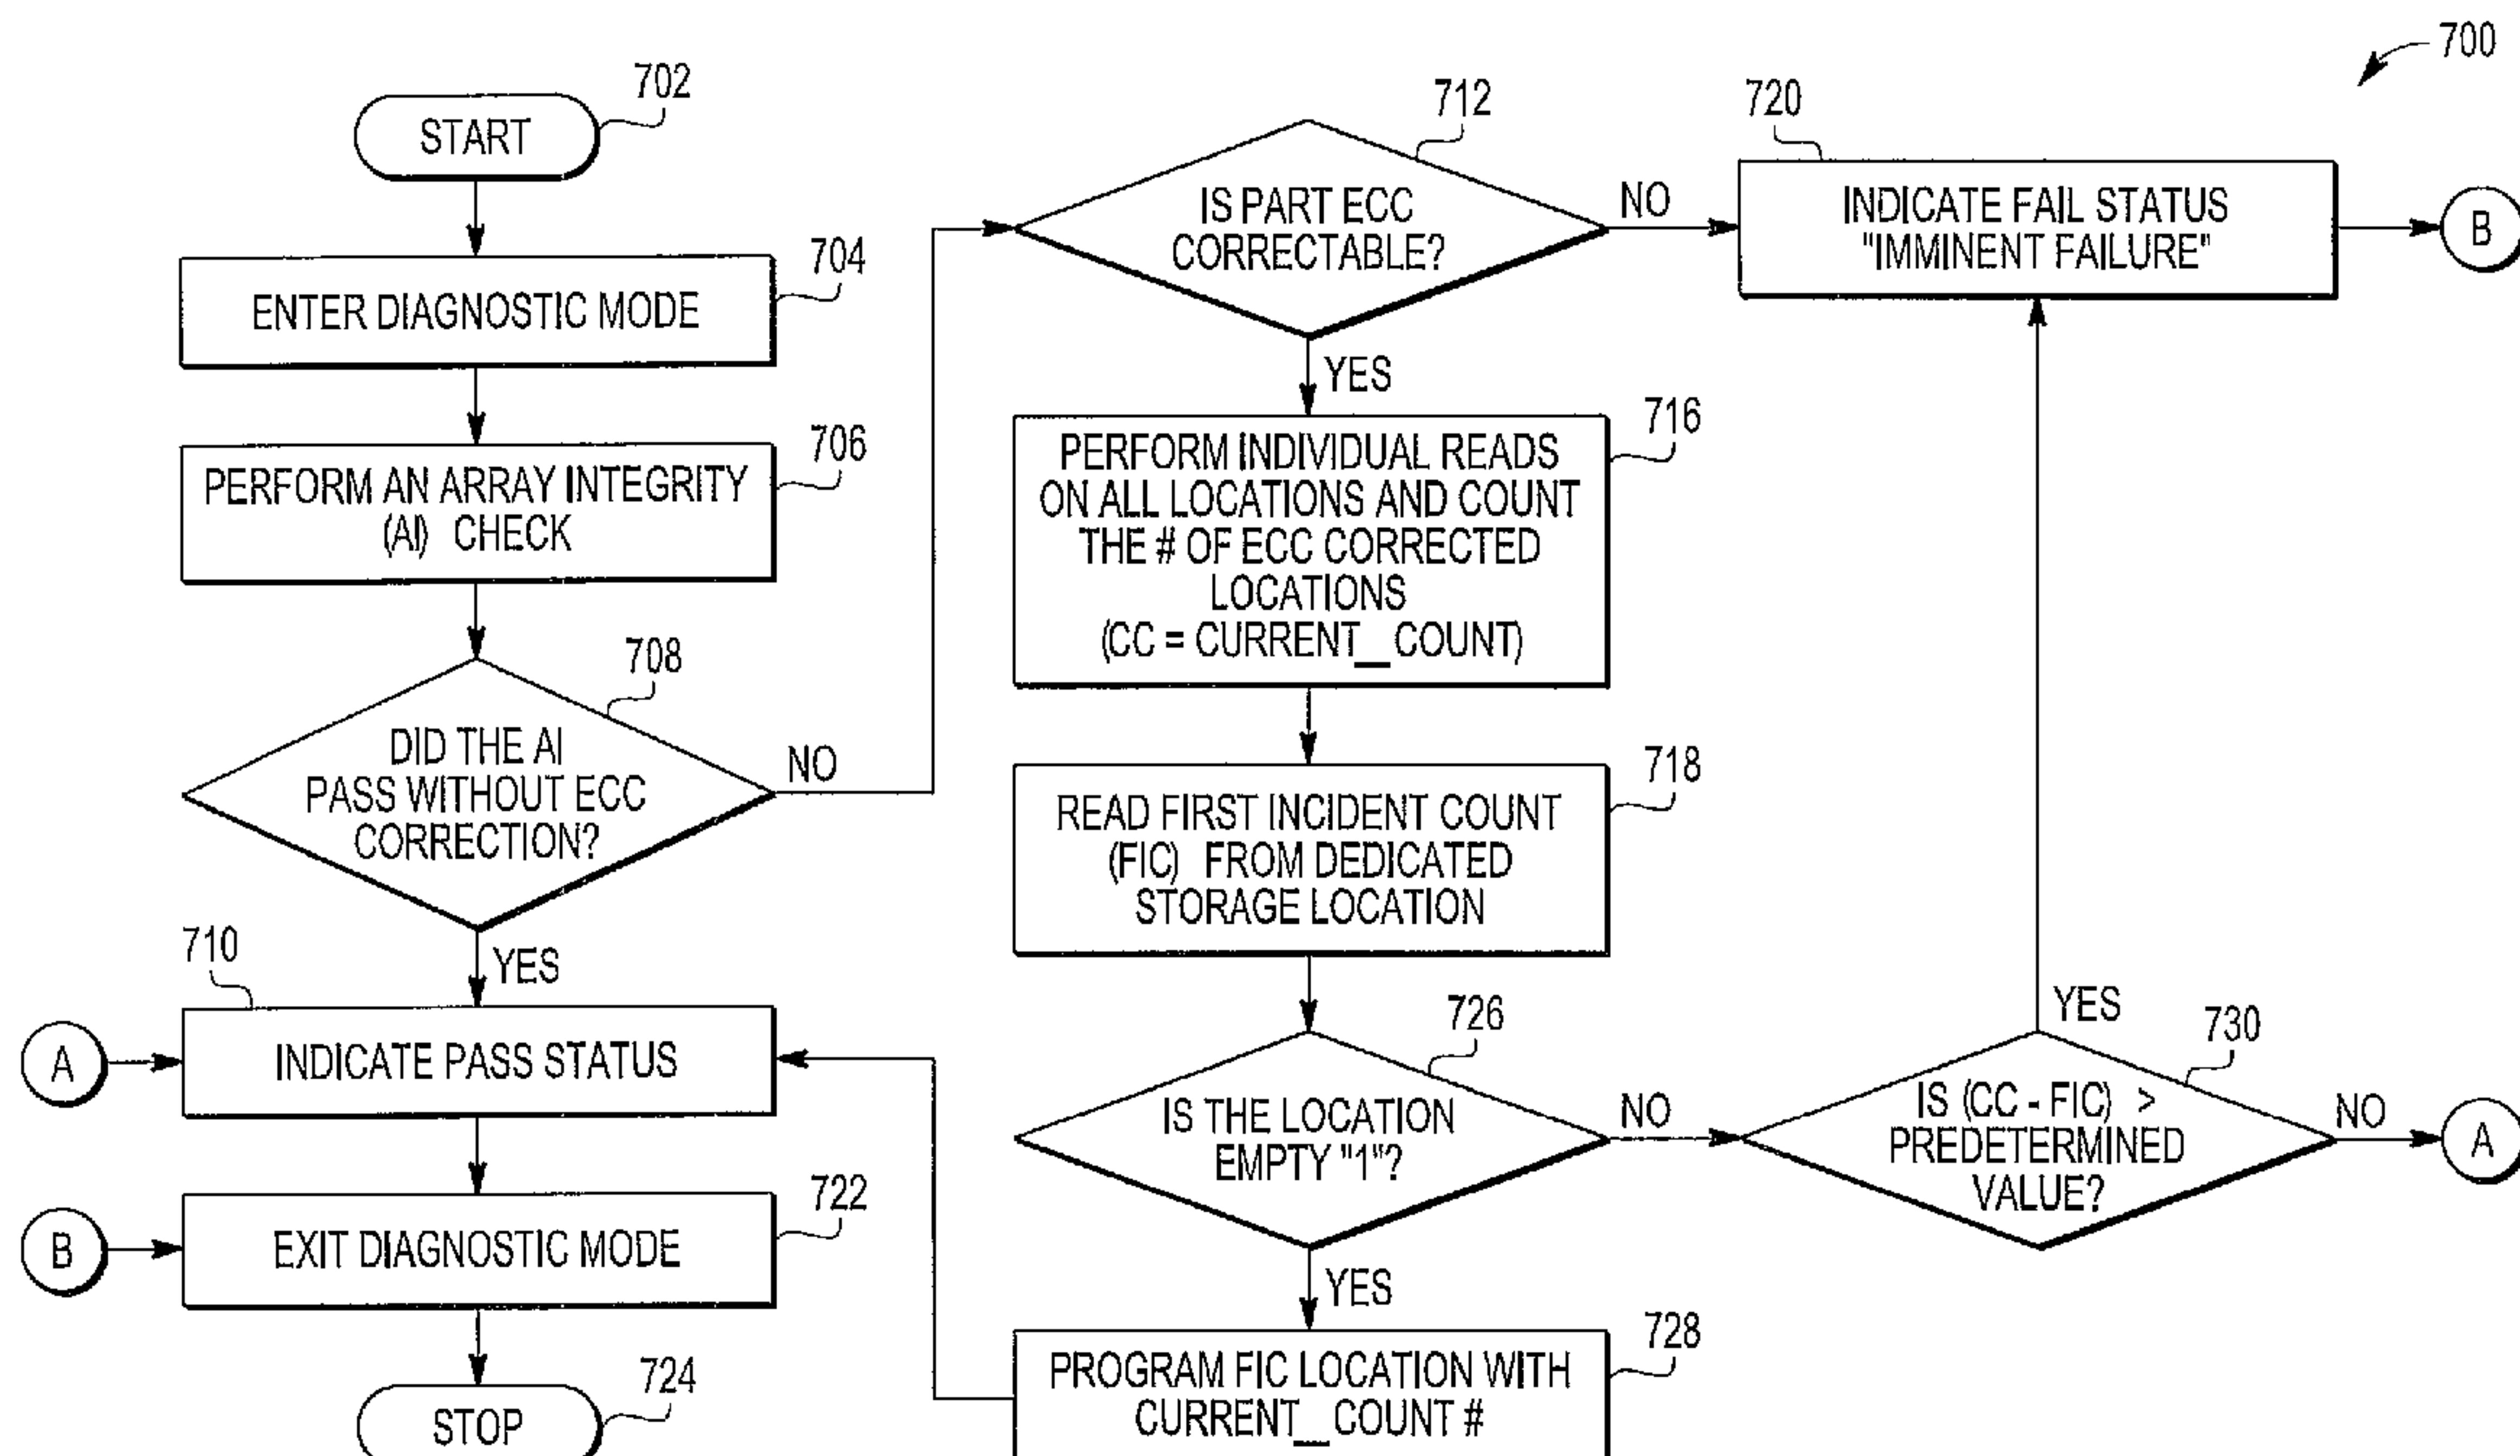 700
702
START
704
ENTER DIAGNOSTIC MODE
706
PERFORM AN ARRAY INTEGRITY
(AI) CHECK
708
DID THE AI
PASS WITHOUT ECC
CORRECTION?
NO
YES
710
A
INDICATE PASS STATUS
722
B
EXIT DIAGNOSTIC MODE
724
STOP
712
IS PART ECC
CORRECTABLE?
NO
YES
716
PERFORM INDIVIDUAL READS
ON ALL LOCATIONS AND COUNT
THE # OF ECC CORRECTED
LOCATIONS
(CC = CURRENT_ COUNT)
718
READ FIRST INCIDENT COUNT
(FIC) FROM DEDICATED
STORAGE LOCATION
726
IS THE LOCATION
EMPTY "1"?
NO
YES
728
PROGRAM FIC LOCATION WITH
CURRENT_ COUNT #
720
INDICATE FAIL STATUS
"IMMINENT FAILURE"
B
YES
730
IS (CC - FIC) >
PREDETERMINED
VALUE?
NO
A